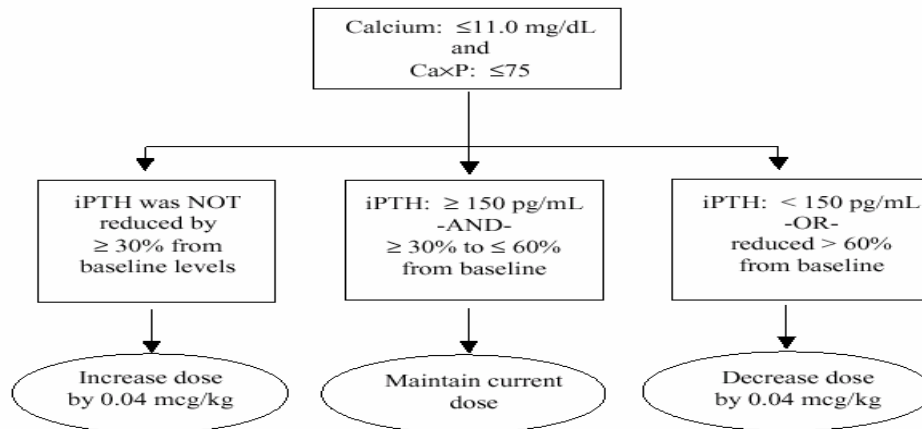 Calcium: ≤11.0 mg/dL
and
Ca×P: ≤75
iPTH was NOT
reduced by
≥ 30% from
baseline levels
iPTH: ≥ 150 pg/mL
-AND-
≥ 30% to ≤ 60%
from baseline
iPTH: < 150 pg/mL
-OR-
reduced > 60%
from baseline
Increase dose
by 0.04 mcg/kg
Maintain current
dose
Decrease dose
by 0.04 mcg/kg